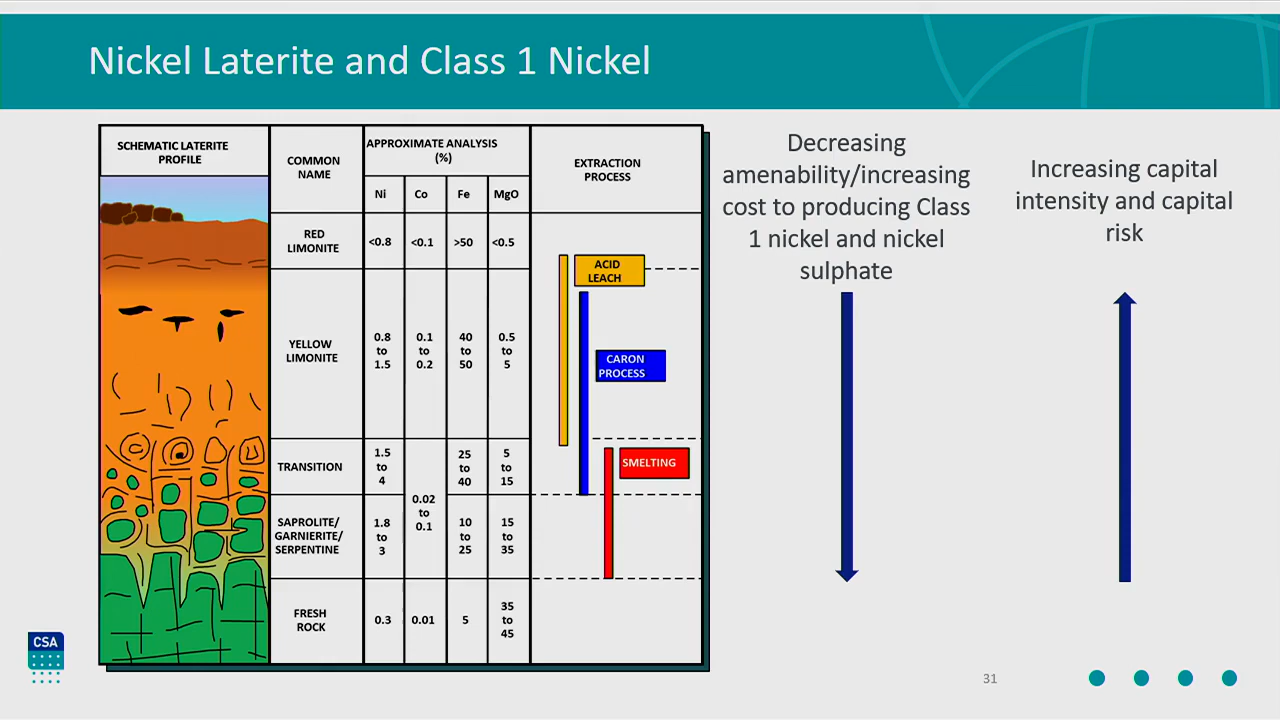 Nickel Laterite and Class 1 Nickel
SCHEMATIC LATERITE
PROFILE
COMMON
NAME
APPROXIMATE ANALYSIS
(%)
Ni
Co
Fe
MgO
EXTRACTION
PROCESS
RED
LIMONITE
<0.8
<0.1
>50
<0.5
YELLOW
LIMONITE
0.8
to
1.5
0.1
to
0.2
40
to
50
0.5
to
5
TRANSITION
1.5
to
4
25
to
40
5
to
15
0.02
to
0.1
SAPROLITE/
GARNIERITE/
SERPENTINE
1.8
to
3
10
to
25
15
to
35
FRESH
ROCK
0.3
0.01
5
35
to
45
ACID
LEACH
CARON
PROCESS
SMELTING
Decreasing
amenability/increasing
cost to producing Class
1 nickel and nickel
sulphate
Increasing capital
intensity and capital
risk
CSA
31